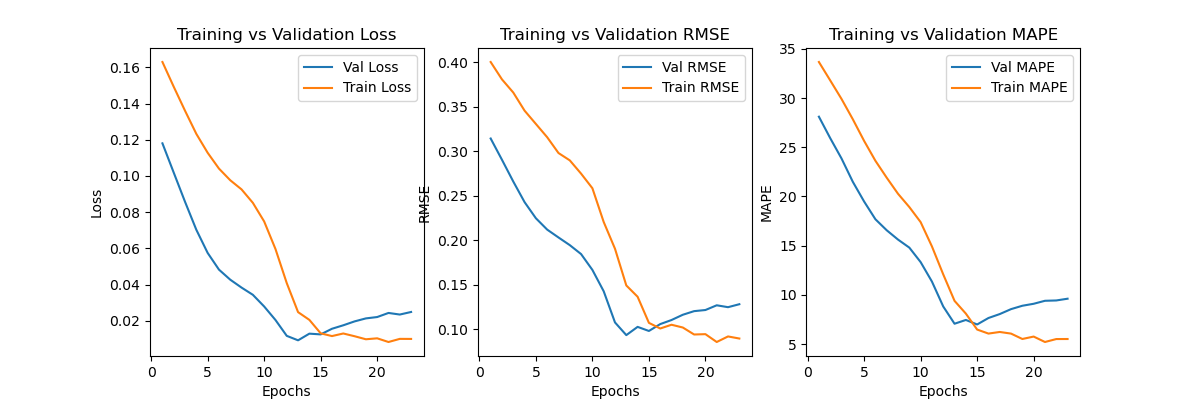 Training vs Validation Loss
Val Loss
Train Loss
0.16
0.14
0.12
0.10
0.08
0.06
0.04
0.02
Loss
0
5
10
15
20
Epochs
Training vs Validation RMSE
Val RMSE
Train RMSE
0.40
0.35
0.30
0.25
0.20
0.15
0.10
RMSE
0
5
10
15
20
Epochs
Training vs Validation MAPE
Val MAPE
Train MAPE
35
30
25
20
15
10
5
MAPE
0
5
10
15
20
Epochs